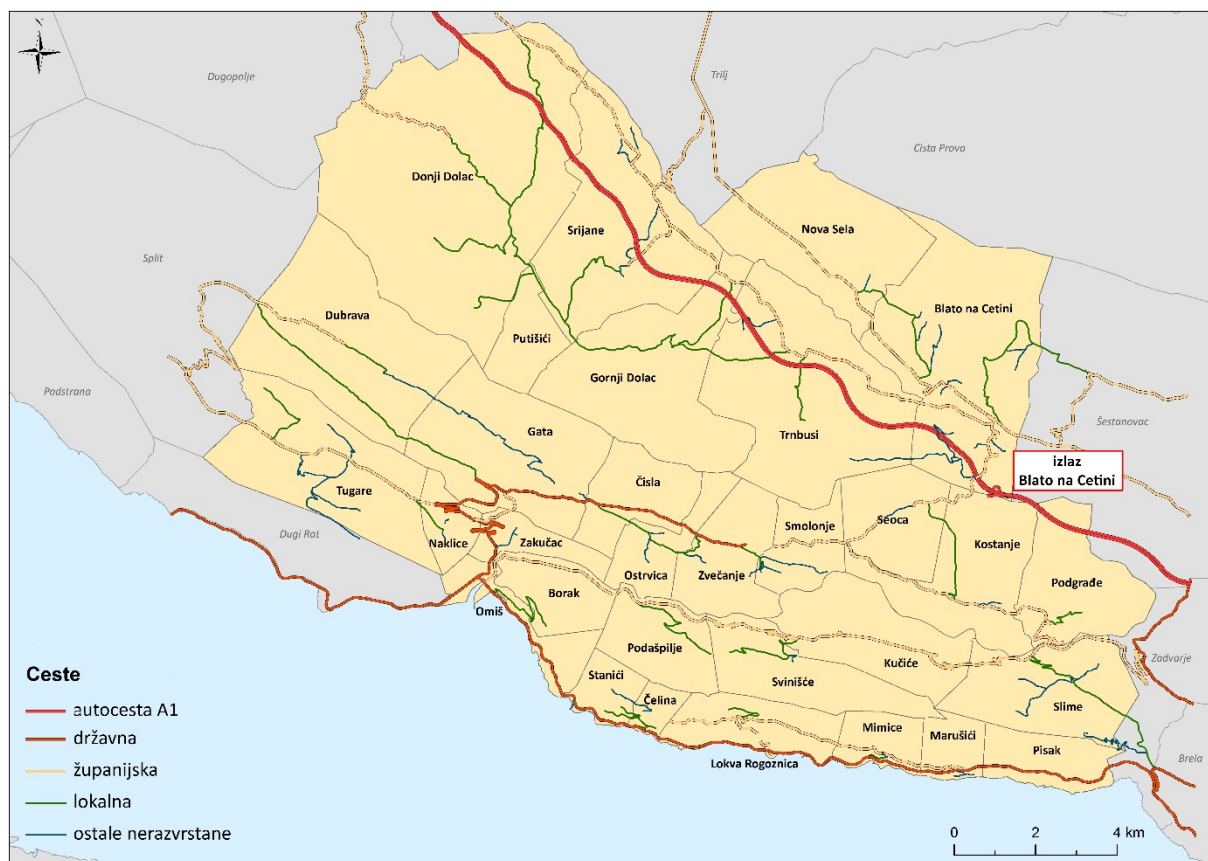 Dugopolje
Trilj
Cista Provo
Donji Dolac
Srijane
Nova Sela
Split
Dubrava
Blato na Cetini
Putišići
Gornji Dolac
Podstrana
Šestanovac
Gata
Trnbusi
izlaz
Blato na Cetini
Čisla
Tugare
Smolonje
Seoca
Dugi Rat
Naklice
Zakučac
Kostanje
Ostrvica
Zvečanje
Podgrađe
Borak
Omiš
Podašpilje
Kučiće
Zadvarje
Stanići
Svinišće
Čelina
Slime
Ceste
Mimice
Marušići
Pisak
Brela
Lokva Rogoznica
autocesta A1
državna
županijska
lokalna
ostale nerazvrstane
0 2 4 km